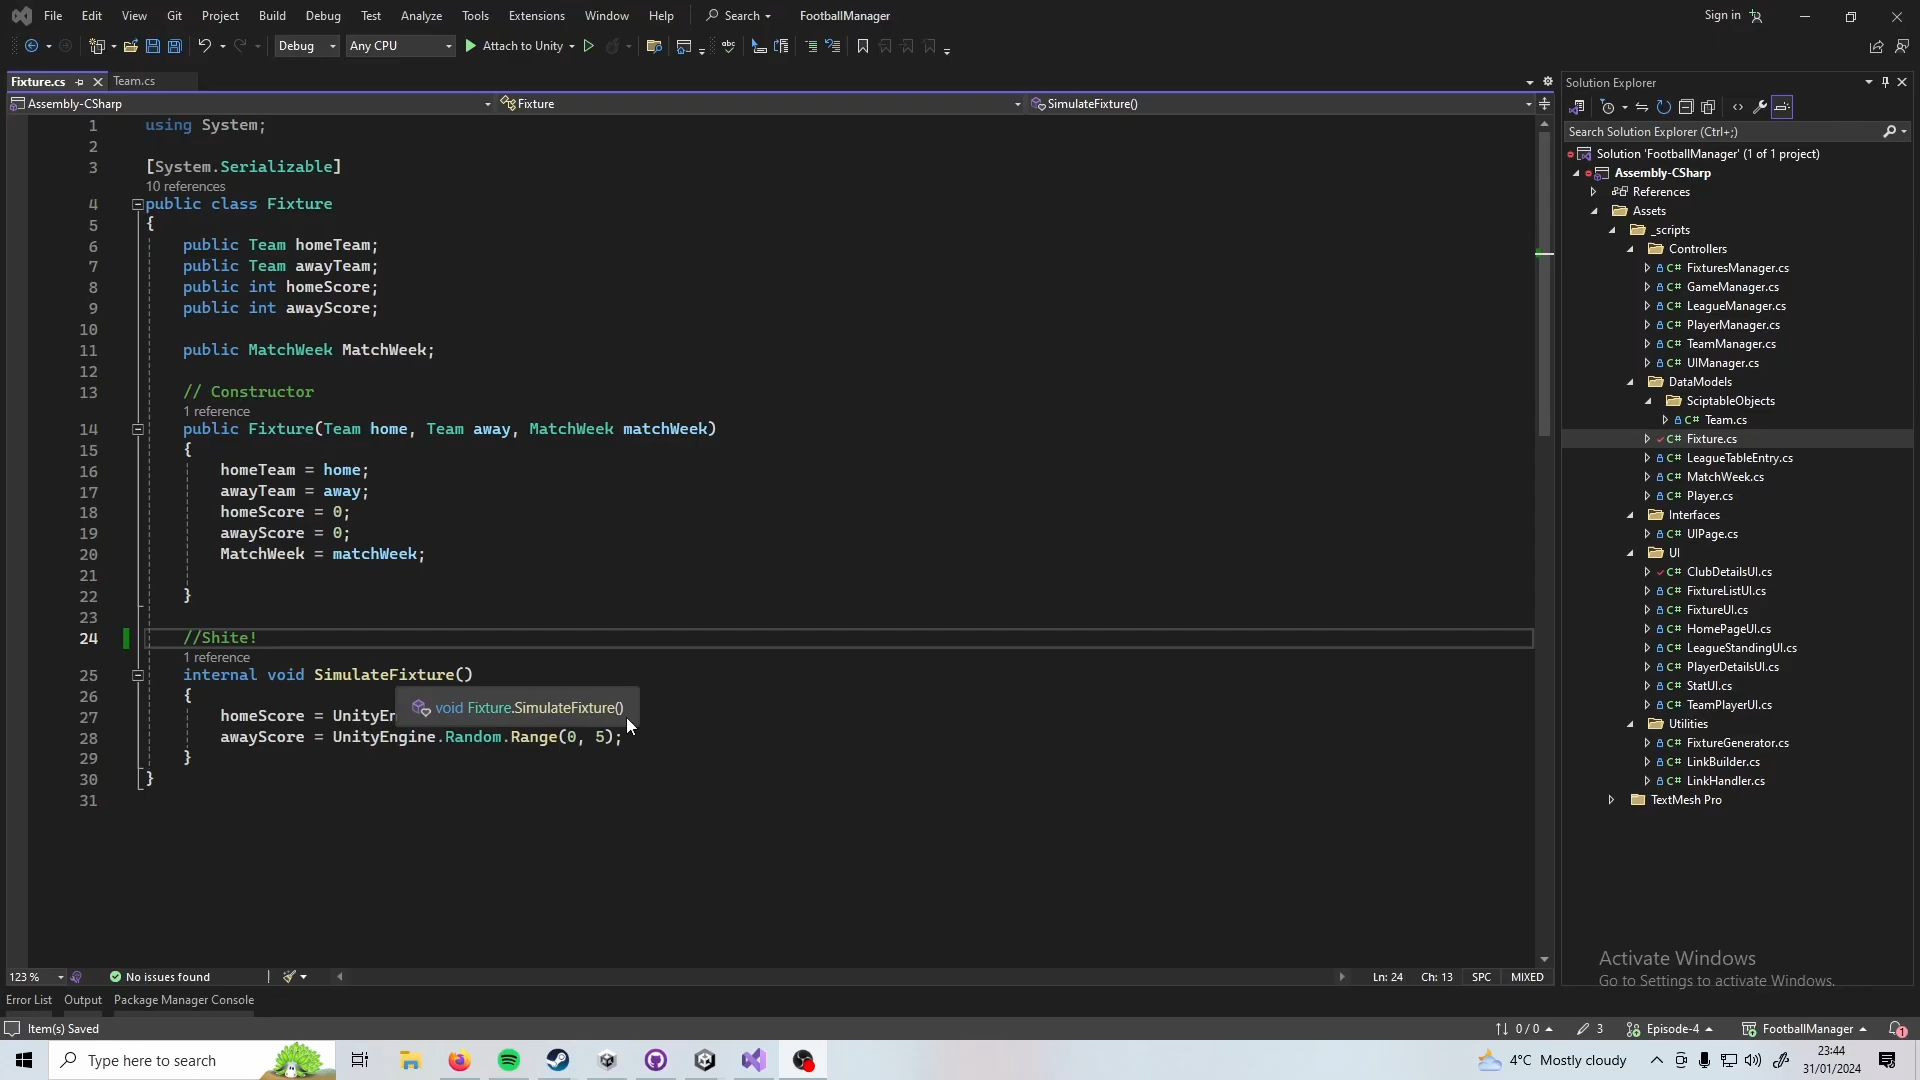 File Edit View Git Project Build Debug Test Analyze Tools Extensions Window Help Search FootballManager Sign in
Debug Any CPU Attach to Unity
Fixture.cs Team.cs
Assembly-CSharp Fixture SimulateFixture()
1 using System;
2
3 [System.Serializable]
10 references
4 public class Fixture
5 {
6 public Team homeTeam;
7 public Team awayTeam;
8 public int homeScore;
9 public int awayScore;
10
11 public MatchWeek MatchWeek;
12
13 // Constructor
1 reference
14 public Fixture(Team home, Team away, MatchWeek matchWeek)
15 {
16 homeTeam = home;
17 awayTeam = away;
18 homeScore = 0;
19 awayScore = 0;
20 MatchWeek = matchWeek;
21
22 }
23
24 //Shite!
1 reference
25 internal void SimulateFixture()
26 {
void Fixture.SimulateFixture()
27 homeScore = UnityEn
28 awayScore = UnityEngine.Random.Range(0, 5);
29 }
30 }
31
123 % No issues found Ln: 24 Ch: 13 SPC MIXED
Error List Output Package Manager Console
Item(s) Saved 0 / 0 3 Episode-4 FootballManager 1
Solution Explorer
Search Solution Explorer (Ctrl+;)
Solution 'FootballManager' (1 of 1 project)
Assembly-CSharp
References
Assets
_scripts
Controllers
C# FixturesManager.cs
C# GameManager.cs
C# LeagueManager.cs
C# PlayerManager.cs
C# TeamManager.cs
C# UIManager.cs
DataModels
SciptableObjects
C# Team.cs
C# Fixture.cs
C# LeagueTableEntry.cs
C# MatchWeek.cs
C# Player.cs
Interfaces
C# UIPage.cs
UI
C# ClubDetailsUI.cs
C# FixtureListUI.cs
C# FixtureUI.cs
C# HomePageUI.cs
C# LeagueStandingUI.cs
C# PlayerDetailsUI.cs
C# StatUI.cs
C# TeamPlayerUI.cs
Utilities
C# FixtureGenerator.cs
C# LinkBuilder.cs
C# LinkHandler.cs
TextMesh Pro
Activate Windows
Go to Settings to activate Windows.
Type here to search 4°C Mostly cloudy 23:44
31/01/2024